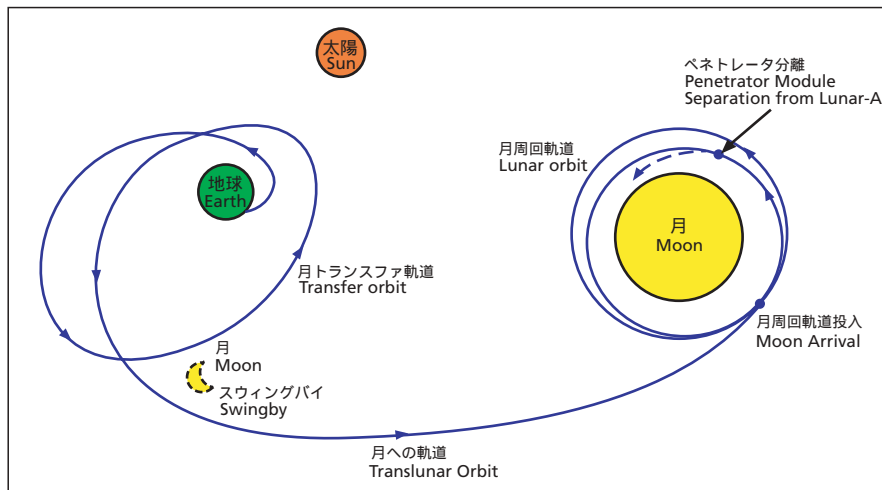 太陽
Sun
ペネトレータ分離
Penetrator Module
Separation from Lunar-A
月周回軌道
Lunar orbit
地球
Earth
月
Moon
月トランスファ軌道
Transfer orbit
月周回軌道投入
Moon Arrival
月
Moon
スウィングバイ
Swingby
月への軌道
Translunar Orbit